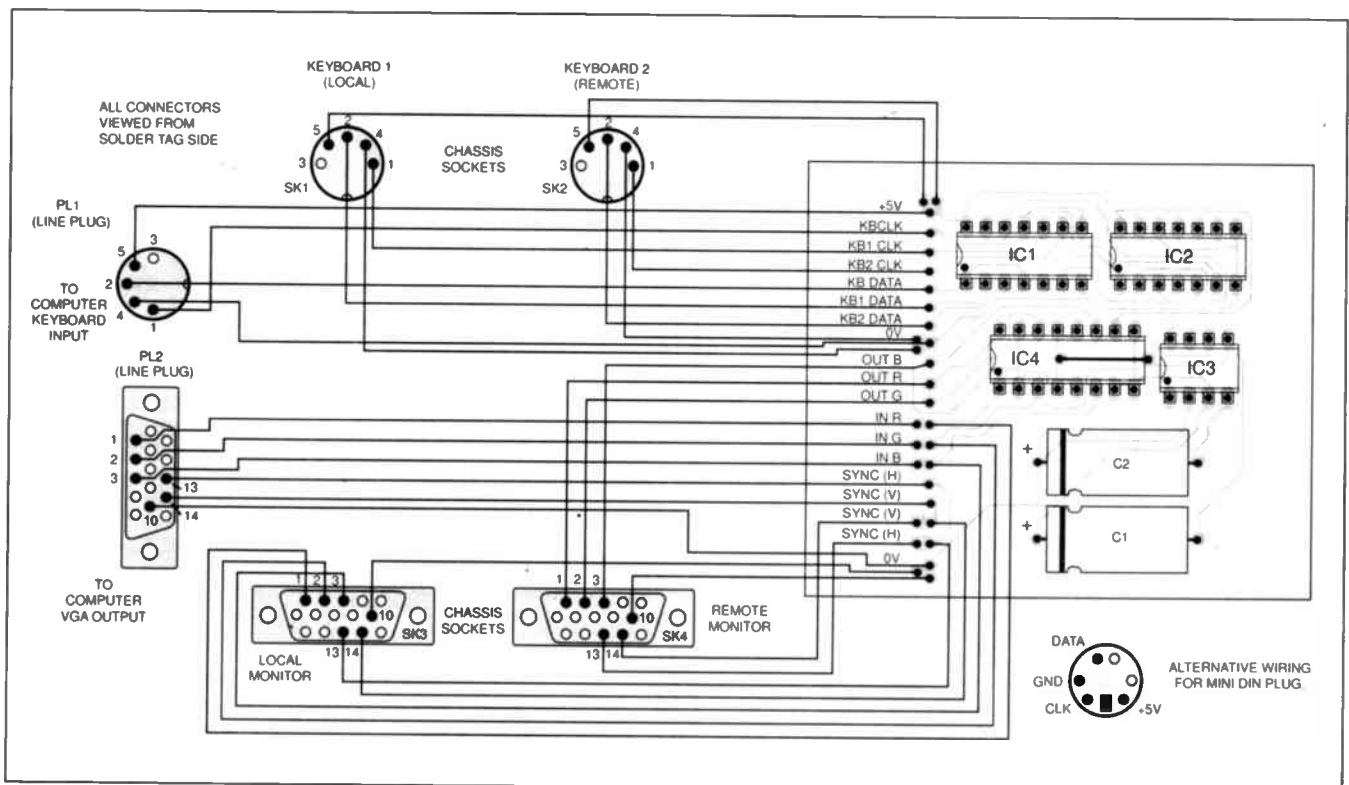 KEYBOARD 1
(LOCAL)
KEYBOARD 2
(REMOTE)
ALL CONNECTORS
VIEWED FROM
SOLDER TAG SIDE
5
2
4
3
1
SK1
CHASSIS
SOCKETS
5
2
4
3
1
SK2
PL1
(LINE PLUG)
5
3
2
4
1
TO
COMPUTER
KEYBOARD
INPUT
+5V
KBCLK
KB1 CLK
KB2 CLK
KB DATA
KB1 DATA
KB2 DATA
0V
OUT B
OUT R
OUT G
IN R
IN G
IN B
SYNC (H)
SYNC (V)
SYNC (V)
SYNC (H)
0V
IC1
IC2
IC4
IC3
+
C2
+
C1
PL2
(LINE PLUG)
1
2
3
13
14
10
TO
COMPUTER
VGA OUTPUT
1 2 3
10
SK3
13 14
LOCAL
MONITOR
CHASSIS
SOCKETS
1 2 3
10
SK4
13 14
REMOTE
MONITOR
DATA
GND
CLK
+5V
ALTERNATIVE WIRING
FOR MINI DIN PLUG